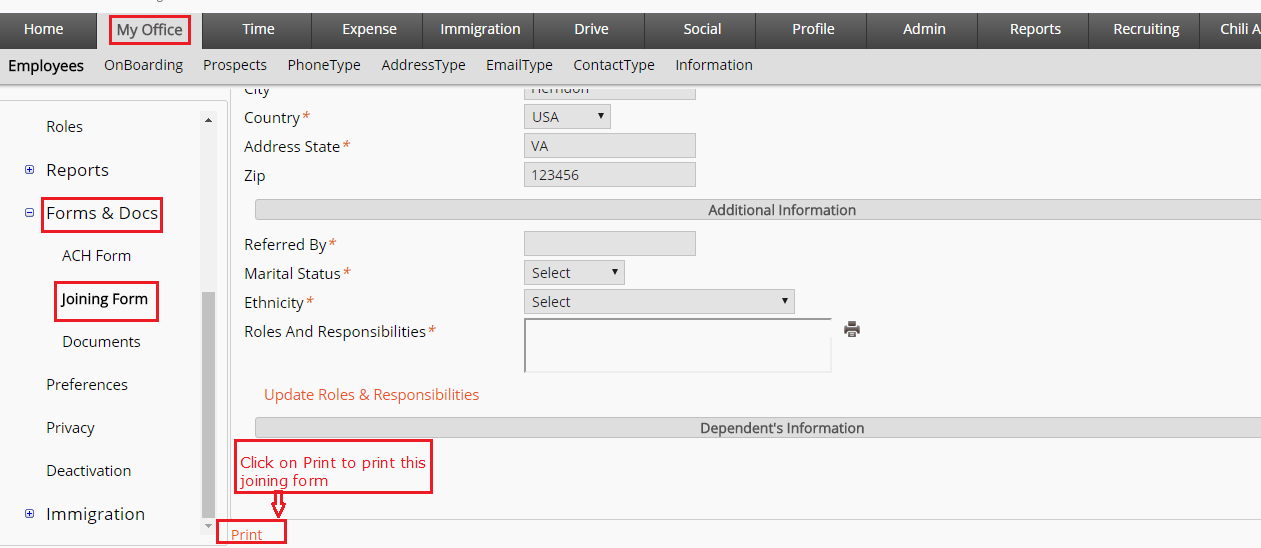 Home My Office Time Expense Immigration Drive Social Profile Admin Reports Recruiting Chili A
Employees OnBoarding Prospects PhoneType AddressType EmailType ContactType Information
Roles
Reports
Forms & Docs
ACH Form
Joining Form
Documents
Preferences
Privacy
Deactivation
Immigration
City Herndon
Country* USA
Address State* VA
Zip 123456
Additional Information
Referred By*
Marital Status* Select
Ethnicity* Select
Roles And Responsibilities*
Update Roles & Responsibilities
Dependent's Information
Click on Print to print this
joining form
Print